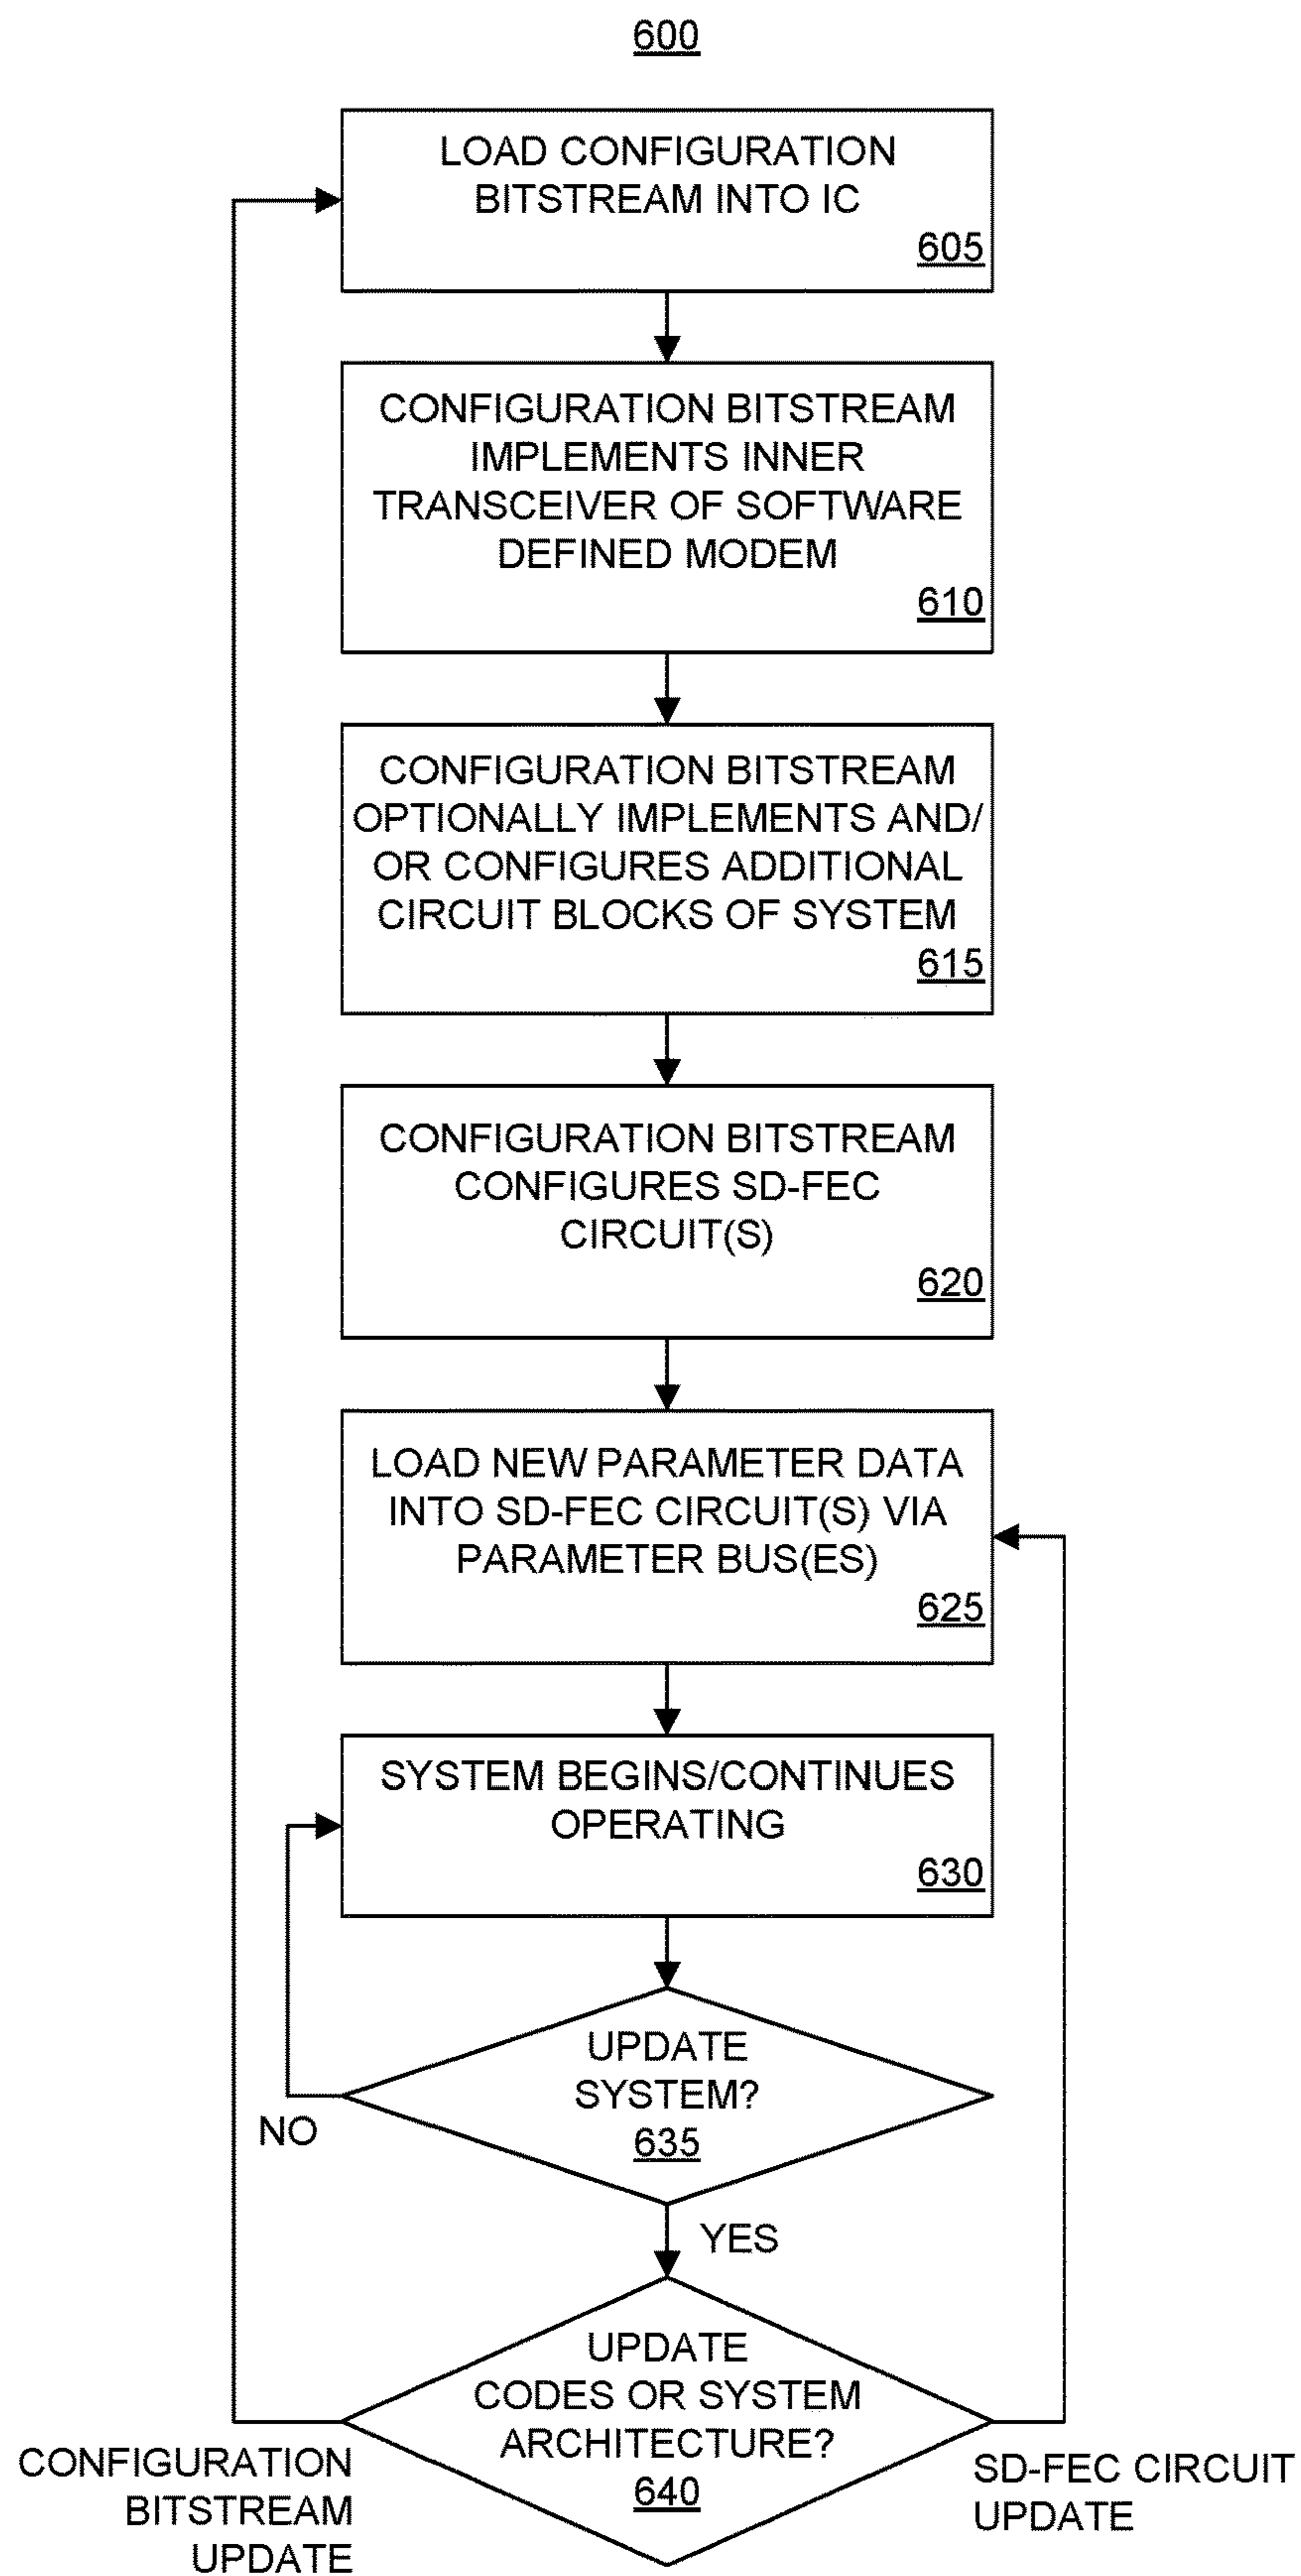 600
LOAD CONFIGURATION
BITSTREAM INTO IC
605
CONFIGURATION BITSTREAM
IMPLEMENTS INNER
TRANSCEIVER OF SOFTWARE
DEFINED MODEM
610
CONFIGURATION BITSTREAM
OPTIONALLY IMPLEMENTS AND/
OR CONFIGURES ADDITIONAL
CIRCUIT BLOCKS OF SYSTEM
615
CONFIGURATION BITSTREAM
CONFIGURES SD-FEC
CIRCUIT(S)
620
LOAD NEW PARAMETER DATA
INTO SD-FEC CIRCUIT(S) VIA
PARAMETER BUS(ES)
625
SYSTEM BEGINS/CONTINUES
OPERATING
630
UPDATE
SYSTEM?
635
NO
YES
UPDATE
CODES OR SYSTEM
ARCHITECTURE?
640
CONFIGURATION
BITSTREAM
UPDATE
SD-FEC CIRCUIT
UPDATE